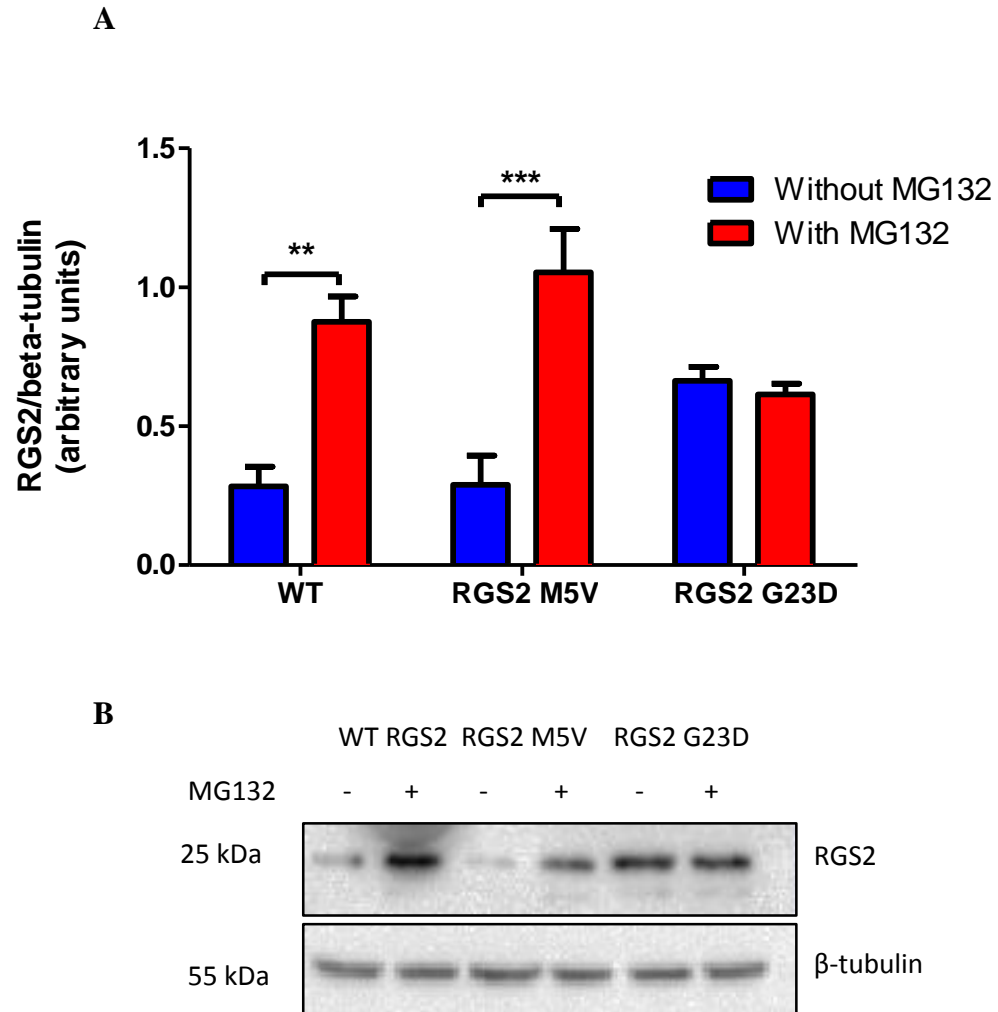 A
1.5
1.0
0.5
0.0
RGS2/beta-tubulin
(arbitrary units)
**
***
Without MG132
With MG132
WT
RGS2 M5V
RGS2 G23D
B
WT RGS2 RGS2 M5V RGS2 G23D
MG132 - + - + - +
25 kDa
RGS2
55 kDa
β-tubulin